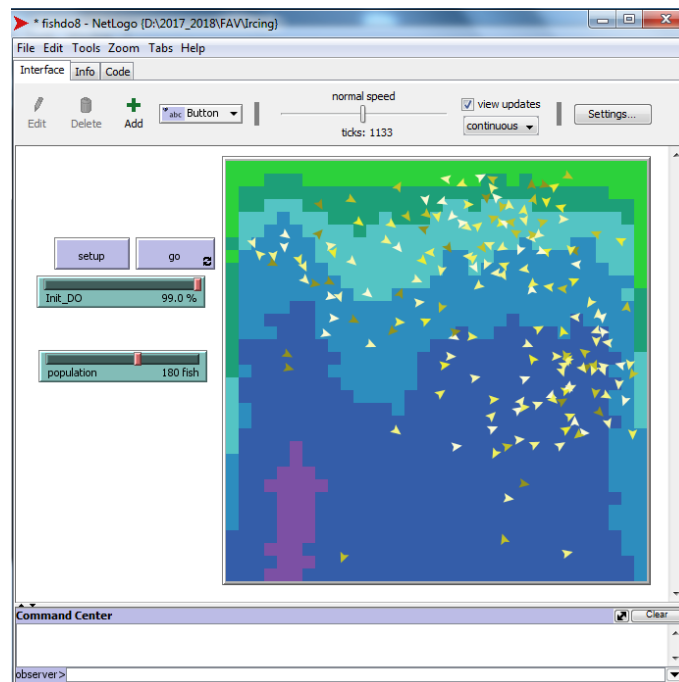 * fishdo8 - NetLogo {D:\2017_2018\FAV\Ircing}
File Edit Tools Zoom Tabs Help
Interface Info Code
Edit Delete Add abc Button normal speed ticks: 1133 view updates continuous Settings...
setup go
Init_DO 99.0 %
population 180 fish
Command Center Clear
observer>